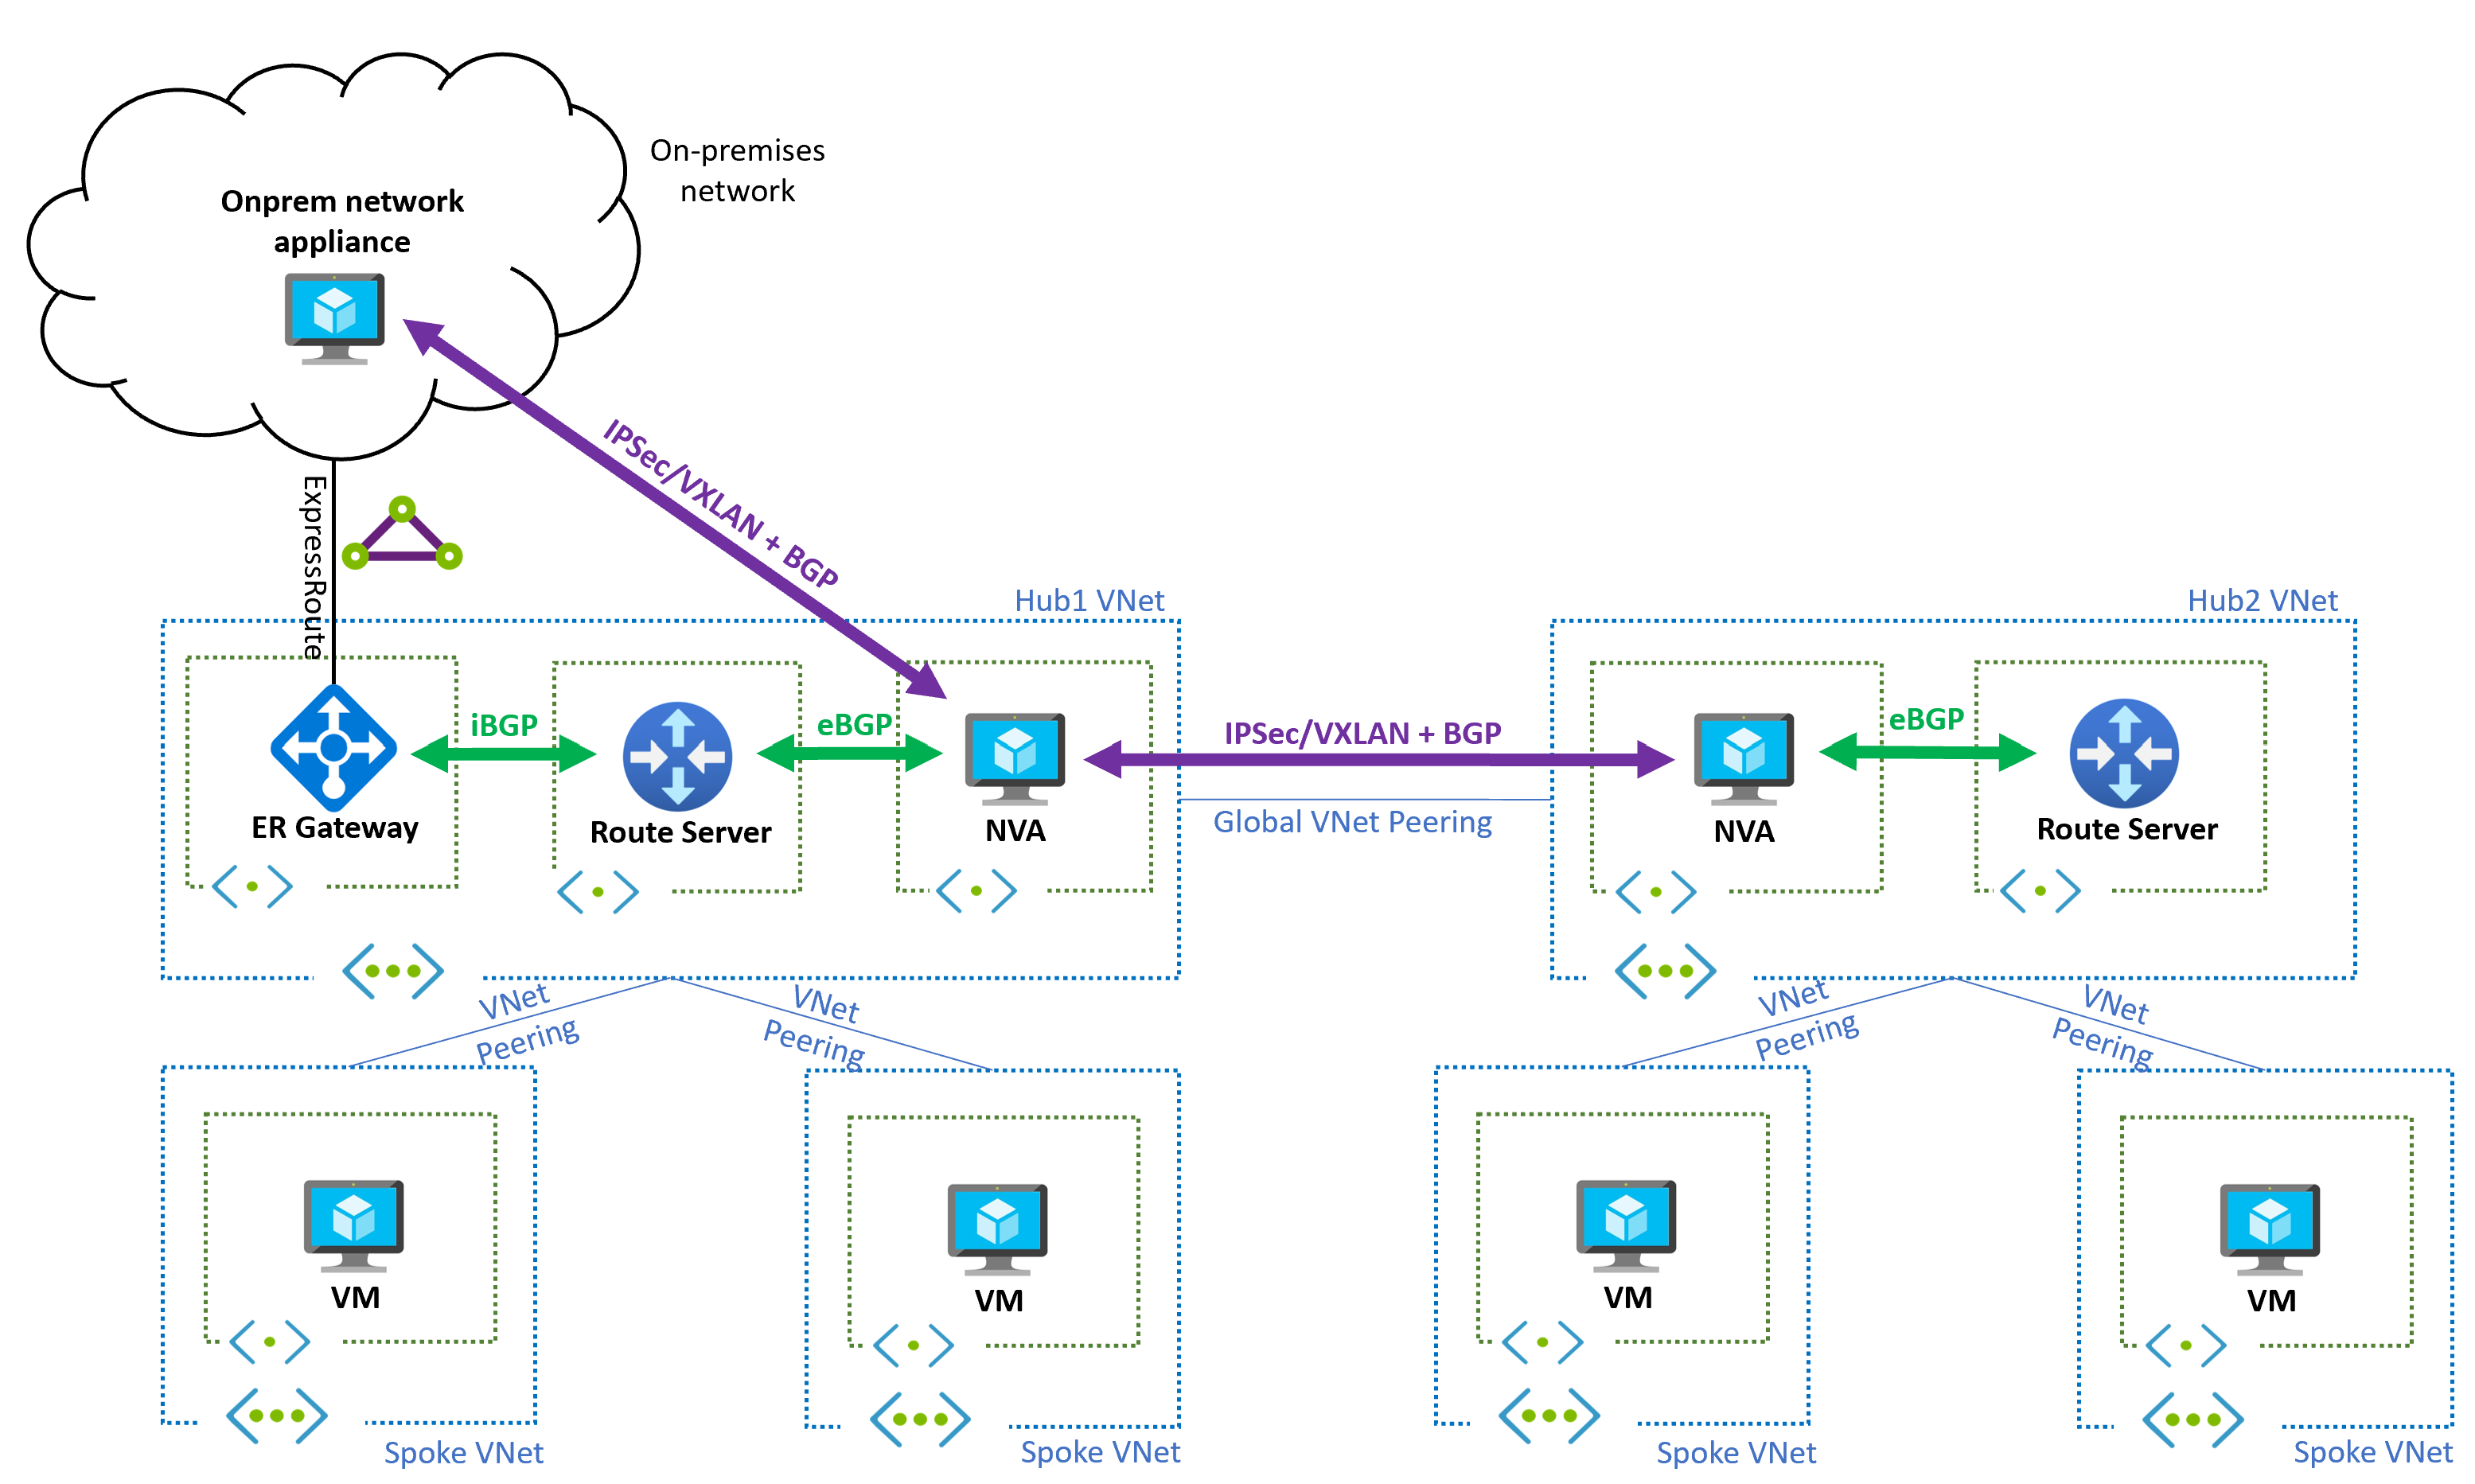 On-premises
network
Onprem network
appliance
ExpressRoute
IPSec/VXLAN + BGP
Hub1 VNet
Hub2 VNet
iBGP
eBGP
IPSec/VXLAN + BGP
eBGP
ER Gateway
Route Server
NVA
Global VNet Peering
NVA
Route Server
VNet
Peering
VNet
Peering
VNet
Peering
VNet
Peering
VM
VM
VM
VM
Spoke VNet
Spoke VNet
Spoke VNet
Spoke VNet